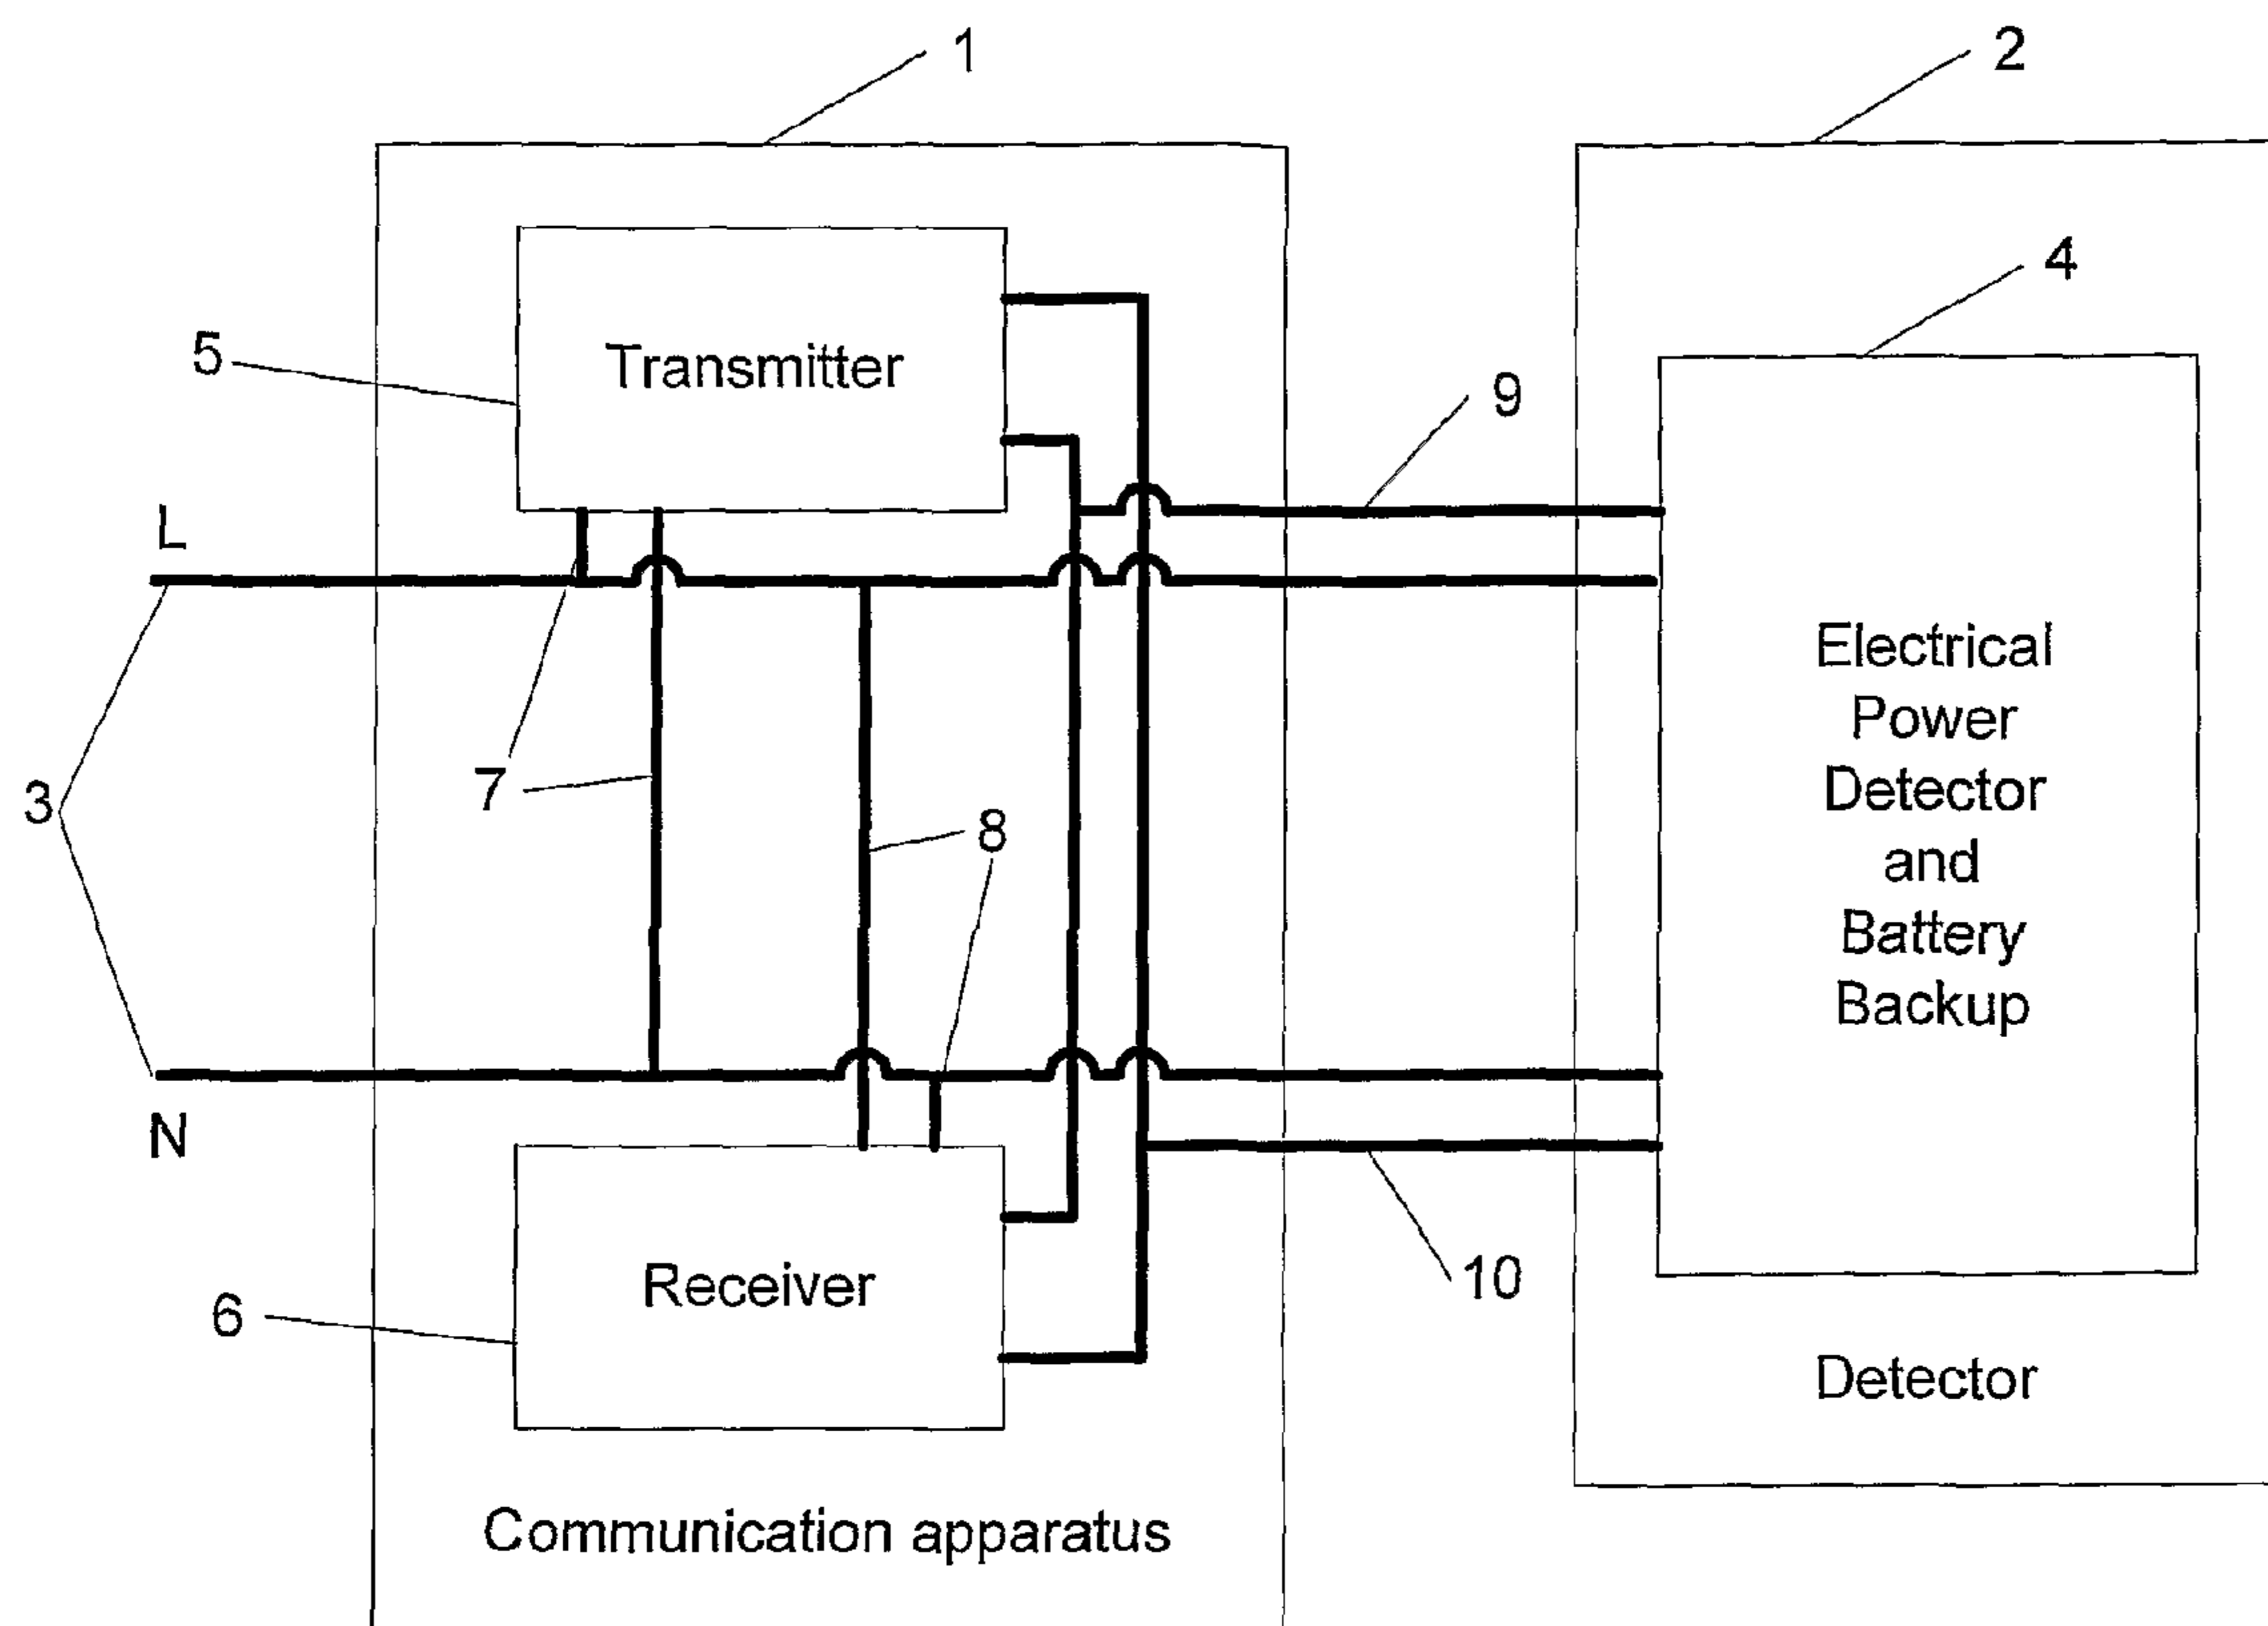 1
2
4
5
Transmitter
9
L
Electrical
Power
Detector
and
Battery
Backup
7
3
8
N
10
6
Receiver
Detector
Communication apparatus